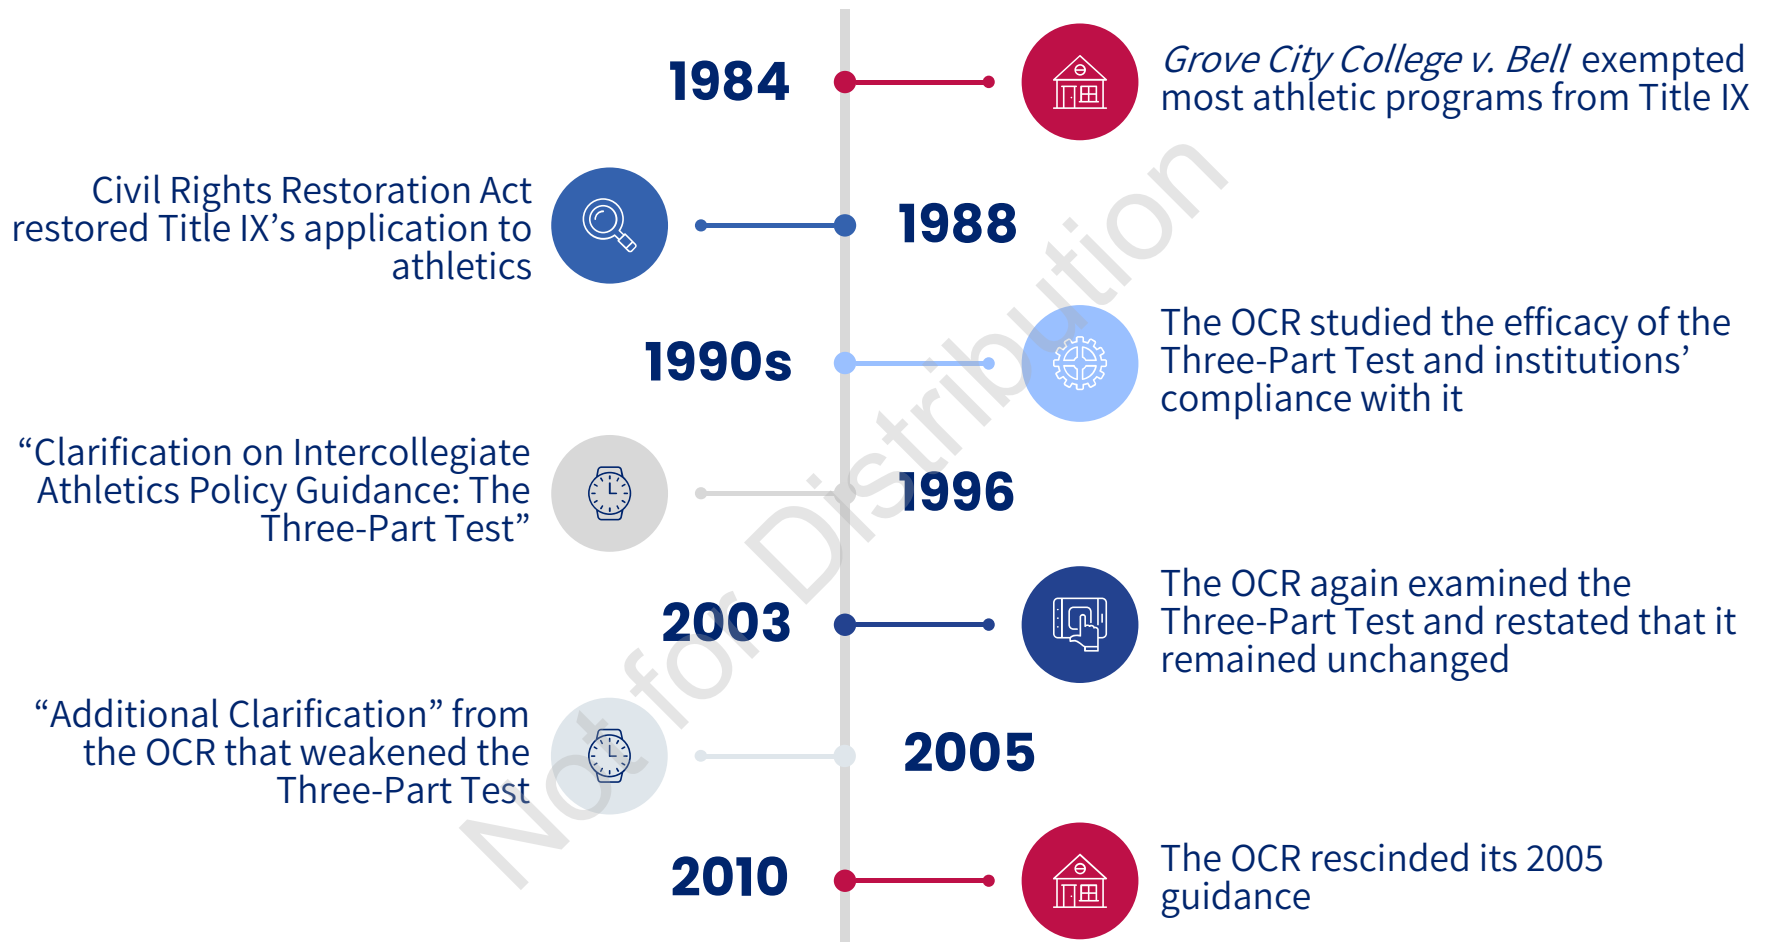 1984
Grove City College v. Bell exempted
most athletic programs from Title IX
Civil Rights Restoration Act
restored Title IX’s application to
athletics
1988
1990s
The OCR studied the efficacy of the
Three-Part Test and institutions’
compliance with it
“Clarification on Intercollegiate
Athletics Policy Guidance: The
Three-Part Test”
1996
2003
The OCR again examined the
Three-Part Test and restated that it
remained unchanged
“Additional Clarification” from
the OCR that weakened the
Three-Part Test
2005
2010
The OCR rescinded its 2005
guidance
Not for Distribution